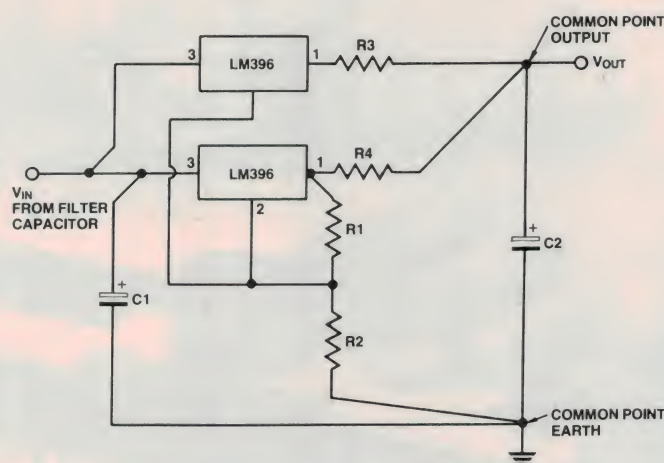 COMMON POINT
OUTPUT
3
LM396
1
R3
VOUT
3
LM396
1
R4
2
VIN
FROM FILTER
CAPACITOR
R1
+
C1
+
C2
R2
COMMON POINT
EARTH